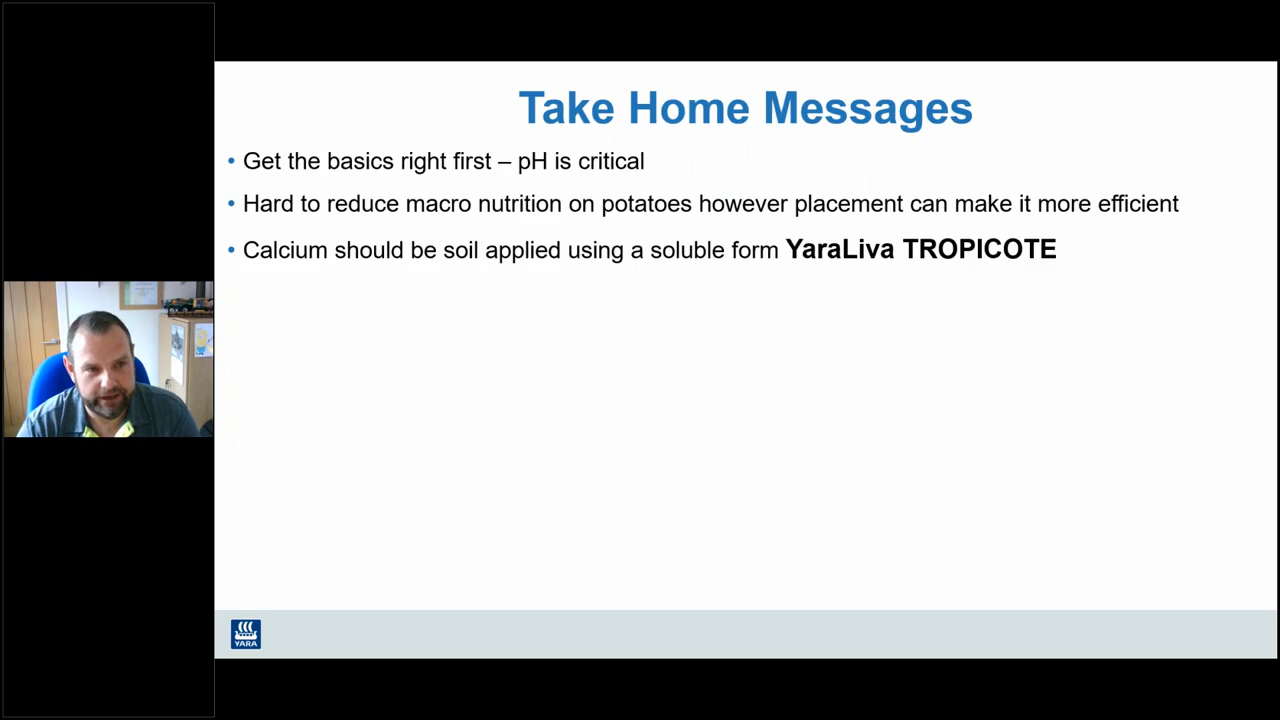 Take Home Messages
• Get the basics right first – pH is critical
• Hard to reduce macro nutrition on potatoes however placement can make it more efficient
• Calcium should be soil applied using a soluble form YaraLiva TROPICOTE
YARA